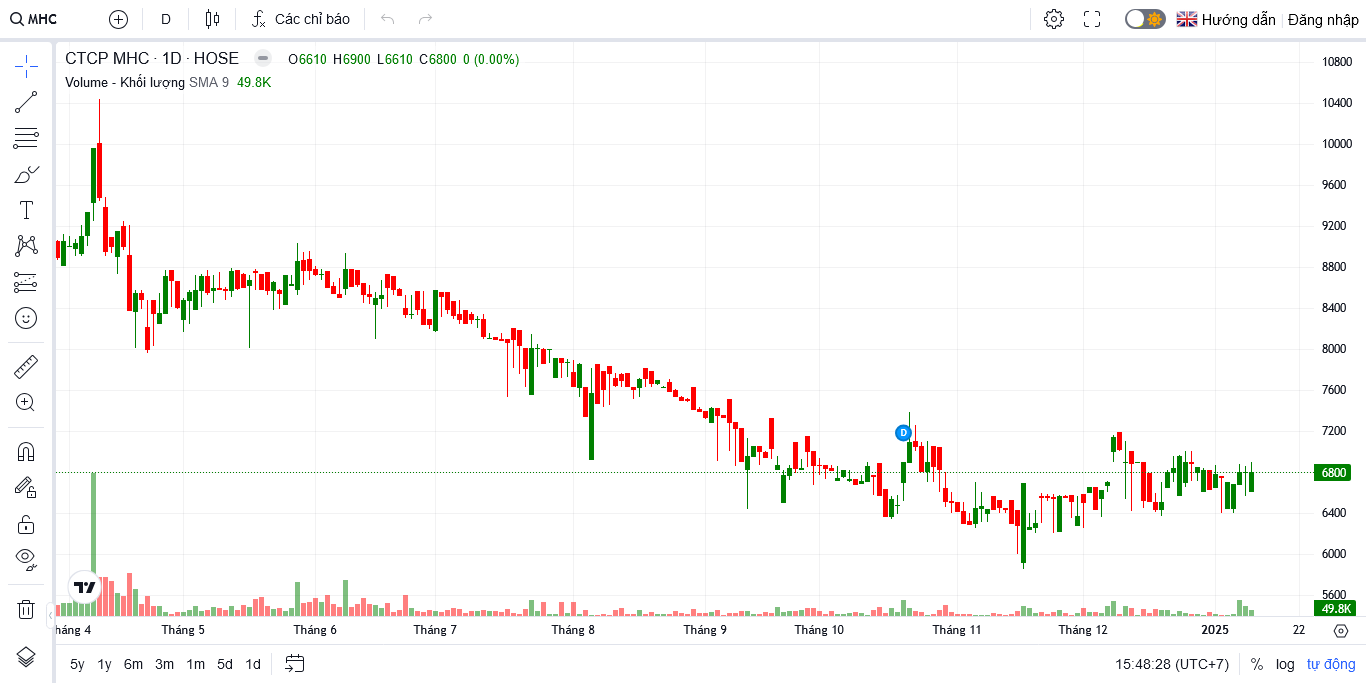 MHC D Các chỉ báo Hướng dẫn Đăng nhập
CTCP MHC · 1D · HOSE O6610 H6900 L6610 C6800 0 (0.00%)
Volume - Khối lượng SMA 9 49.8K
10800
10400
10000
9600
9200
8800
8400
8000
7600
7200
D
6800
6400
6000
5600
49.8K
háng 4 Tháng 5 Tháng 6 Tháng 7 Tháng 8 Tháng 9 Tháng 10 Tháng 11 Tháng 12 2025 22
5y 1y 6m 3m 1m 5d 1d 15:48:28 (UTC+7) % log tự động